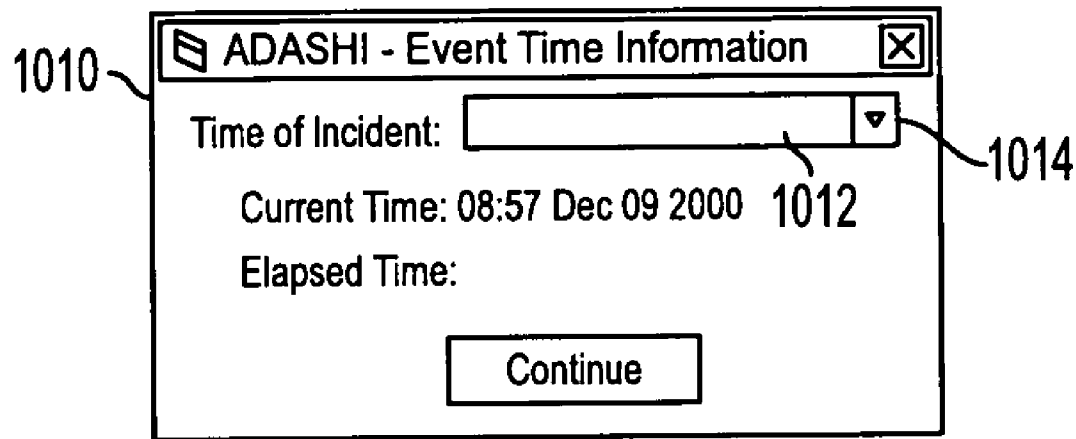 ADASHI - Event Time Information
1010
Time of Incident:
1014
Current Time: 08:57 Dec 09 2000
1012
Elapsed Time:
Continue